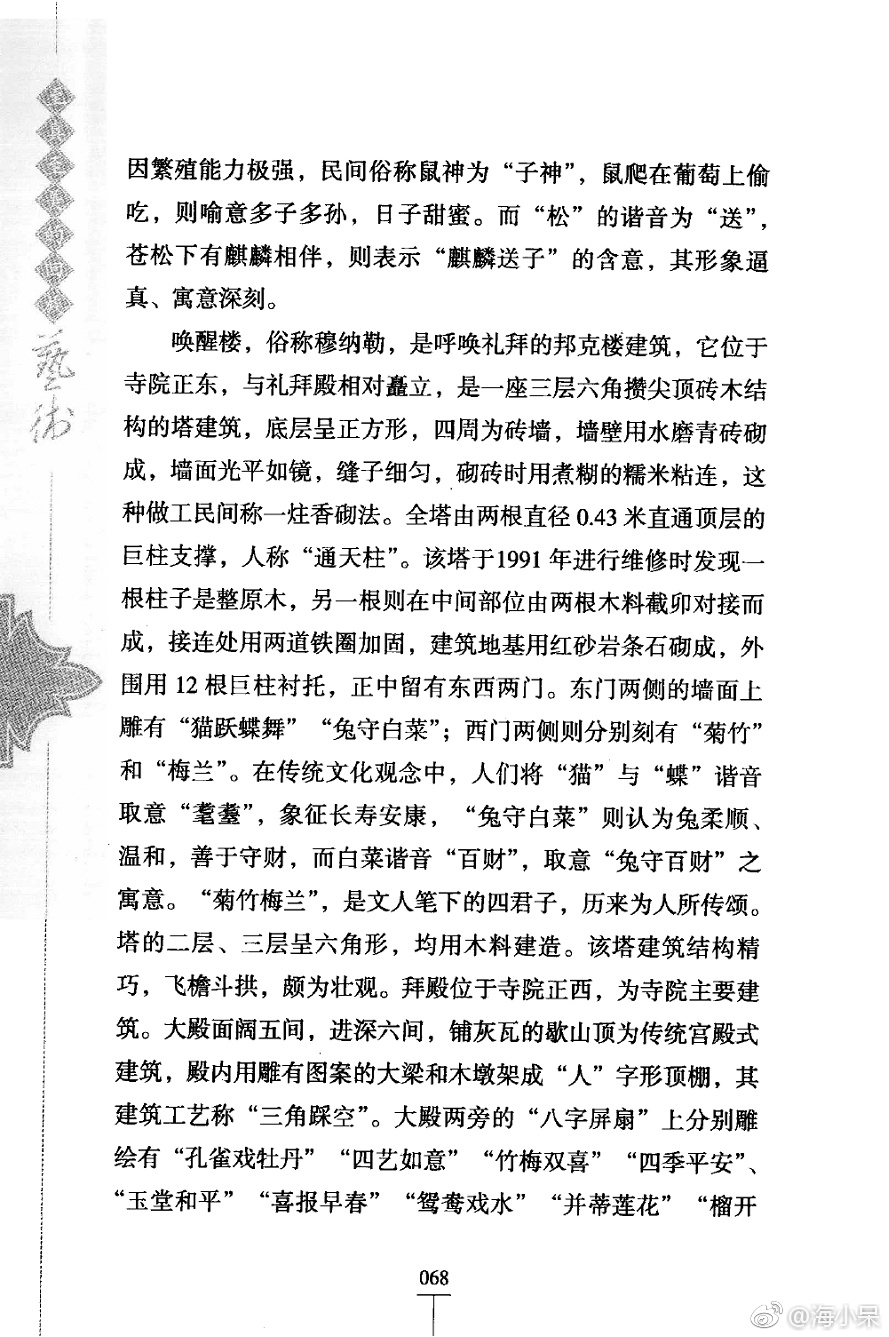 艺术
因繁殖能力极强，民间俗称鼠神为“子神”，鼠爬在葡萄上偷
吃，则喻意多子多孙，日子甜蜜。而“松”的谐音为“送”，
苍松下有麒麟相伴，则表示“麒麟送子”的含意，其形象逼
真、寓意深刻。
唤醒楼，俗称穆纳勒，是呼唤礼拜的邦克楼建筑，它位于
寺院正东，与礼拜殿相对矗立，是一座三层六角攒尖顶砖木结
构的塔建筑，底层呈正方形，四周为砖墙，墙壁用水磨青砖砌
成，墙面光平如镜，缝子细匀，砌砖时用煮糊的糯米粘连，这
种做工民间称一炷香砌法。全塔由两根直径0.43米直通顶层的
巨柱支撑，人称“通天柱”。该塔于1991年进行维修时发现一
根柱子是整原木，另一根则在中间部位由两根木料截卯对接而
成，接连处用两道铁圈加固，建筑地基用红砂岩条石砌成，外
围用12根巨柱衬托，正中留有东西两门。东门两侧的墙面上
雕有“猫跃蝶舞”“兔守白菜”；西门两侧则分别刻有“菊竹”
和“梅兰”。在传统文化观念中，人们将“猫”与“蝶”谐音
取意“耄耋”，象征长寿安康，“兔守白菜”则认为兔柔顺、
温和，善于守财，而白菜谐音“百财”，取意“兔守百财”之
寓意。“菊竹梅兰”，是文人笔下的四君子，历来为人所传颂。
塔的二层、三层呈六角形，均用木料建造。该塔建筑结构精
巧，飞檐斗拱，颇为壮观。拜殿位于寺院正西，为寺院主要建
筑。大殿面阔五间，进深六间，铺灰瓦的歇山顶为传统宫殿式
建筑，殿内用雕有图案的大梁和木墩架成“人”字形顶棚，其
建筑工艺称“三角踩空”。大殿两旁的“八字屏扇”上分别雕
绘有“孔雀戏牡丹”“四艺如意”“竹梅双喜”“四季平安”、
“玉堂和平”“喜报早春”“鸳鸯戏水”“并蒂莲花”“榴开
068
@海小呆